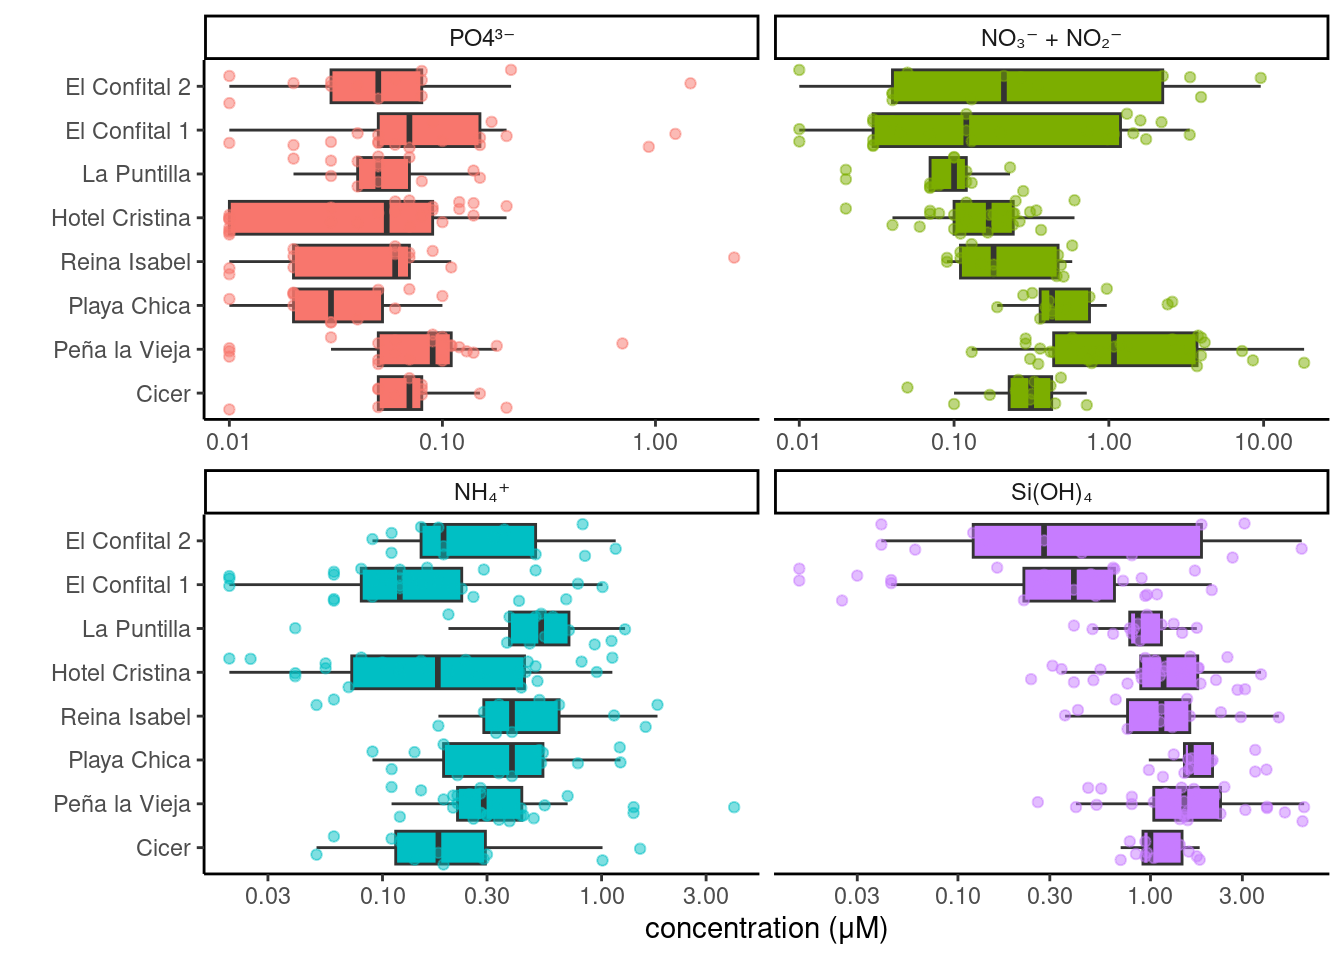 PO4³⁻
NO₃⁻ + NO₂⁻
El Confital 2
El Confital 1
La Puntilla
Hotel Cristina
Reina Isabel
Playa Chica
Peña la Vieja
Cicer
0.01 0.10 1.00
0.01 0.10 1.00 10.00
NH₄⁺
Si(OH)₄
El Confital 2
El Confital 1
La Puntilla
Hotel Cristina
Reina Isabel
Playa Chica
Peña la Vieja
Cicer
0.03 0.10 0.30 1.00 3.00
0.03 0.10 0.30 1.00 3.00
concentration (µM)